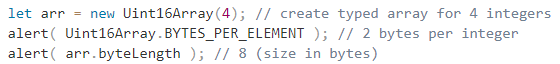 let arr = new Uint16Array(4); // create typed array for 4 integers
alert( Uint16Array.BYTES_PER_ELEMENT ); // 2 bytes per integer
alert( arr.byteLength ); // 8 (size in bytes)